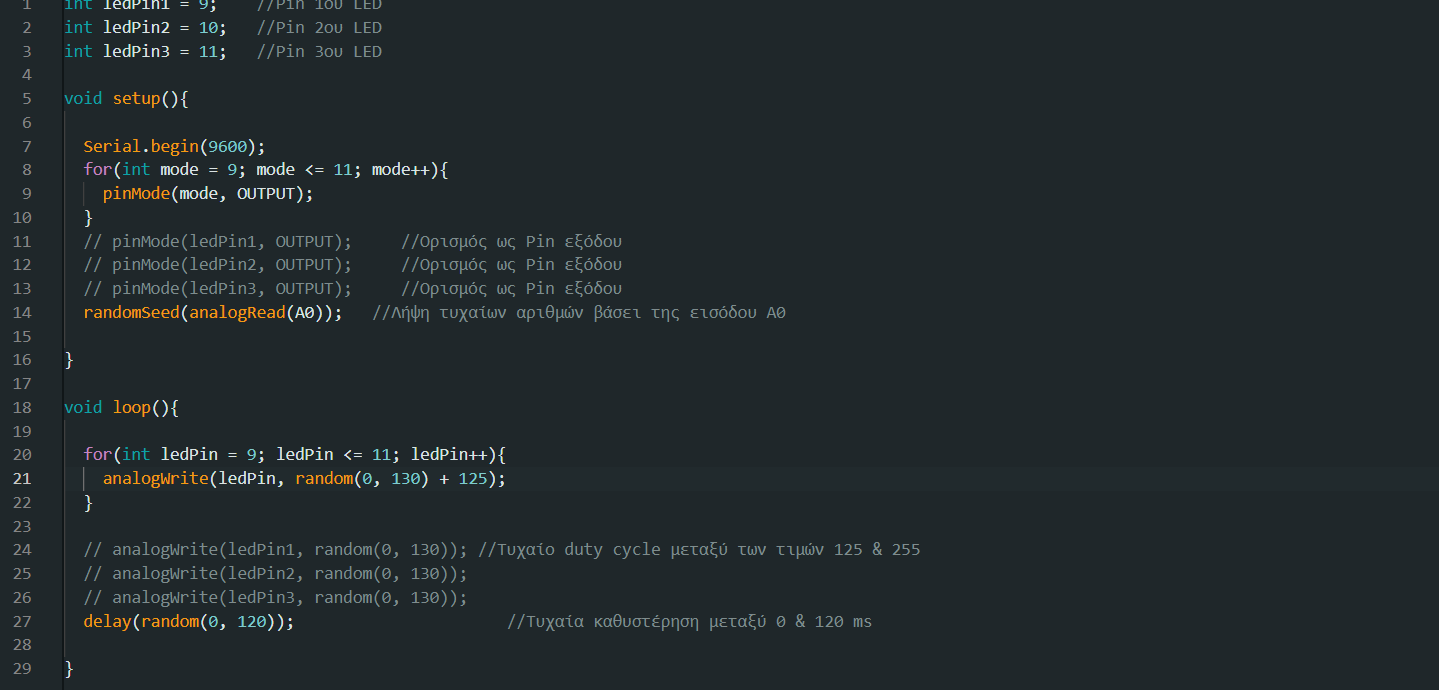 1 int ledPin1 = 9; //Pin 1ου LED
2 int ledPin2 = 10; //Pin 2ου LED
3 int ledPin3 = 11; //Pin 3ου LED
4
5 void setup(){
6
7 Serial.begin(9600);
8 for(int mode = 9; mode <= 11; mode++){
9 pinMode(mode, OUTPUT);
10 }
11 // pinMode(ledPin1, OUTPUT); //Ορισμός ως Pin εξόδου
12 // pinMode(ledPin2, OUTPUT); //Ορισμός ως Pin εξόδου
13 // pinMode(ledPin3, OUTPUT); //Ορισμός ως Pin εξόδου
14 randomSeed(analogRead(A0)); //Λήψη τυχαίων αριθμών βάσει της εισόδου A0
15
16 }
17
18 void loop(){
19
20 for(int ledPin = 9; ledPin <= 11; ledPin++){
21 analogWrite(ledPin, random(0, 130) + 125);
22 }
23
24 // analogWrite(ledPin1, random(0, 130)); //Τυχαίο duty cycle μεταξύ των τιμών 125 & 255
25 // analogWrite(ledPin2, random(0, 130));
26 // analogWrite(ledPin3, random(0, 130));
27 delay(random(0, 120)); //Τυχαία καθυστέρηση μεταξύ 0 & 120 ms
28
29 }